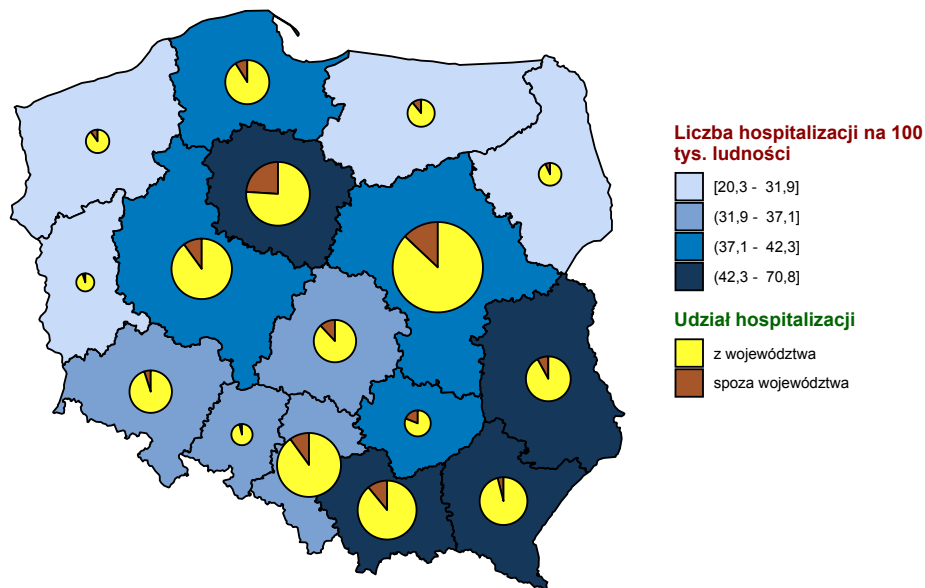 Liczba hospitalizacji na 100
tys. ludności
[20,3 - 31,9]
(31,9 - 37,1]
(37,1 - 42,3]
(42,3 - 70,8]
Udział hospitalizacji
z województwa
spoza województwa